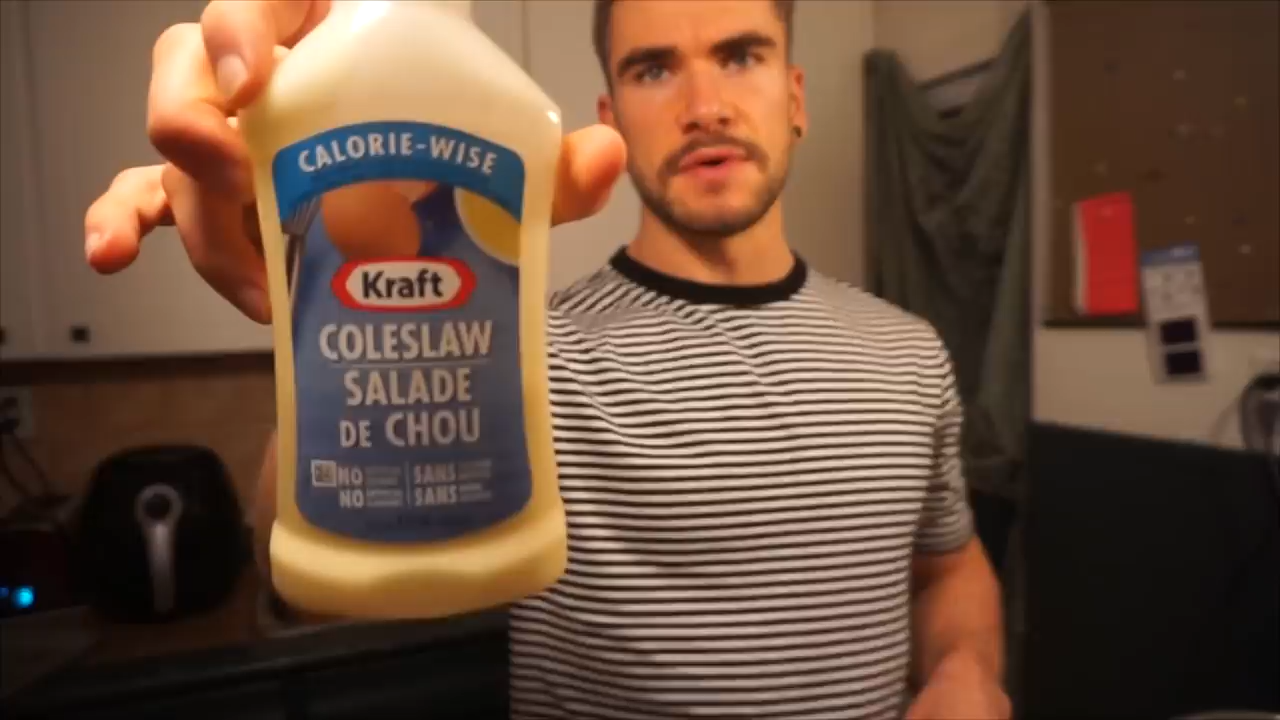 CALORIE-WISE
Kraft
COLESLAW
SALADE
DE CHOU
NO
SANS
NO
SANS